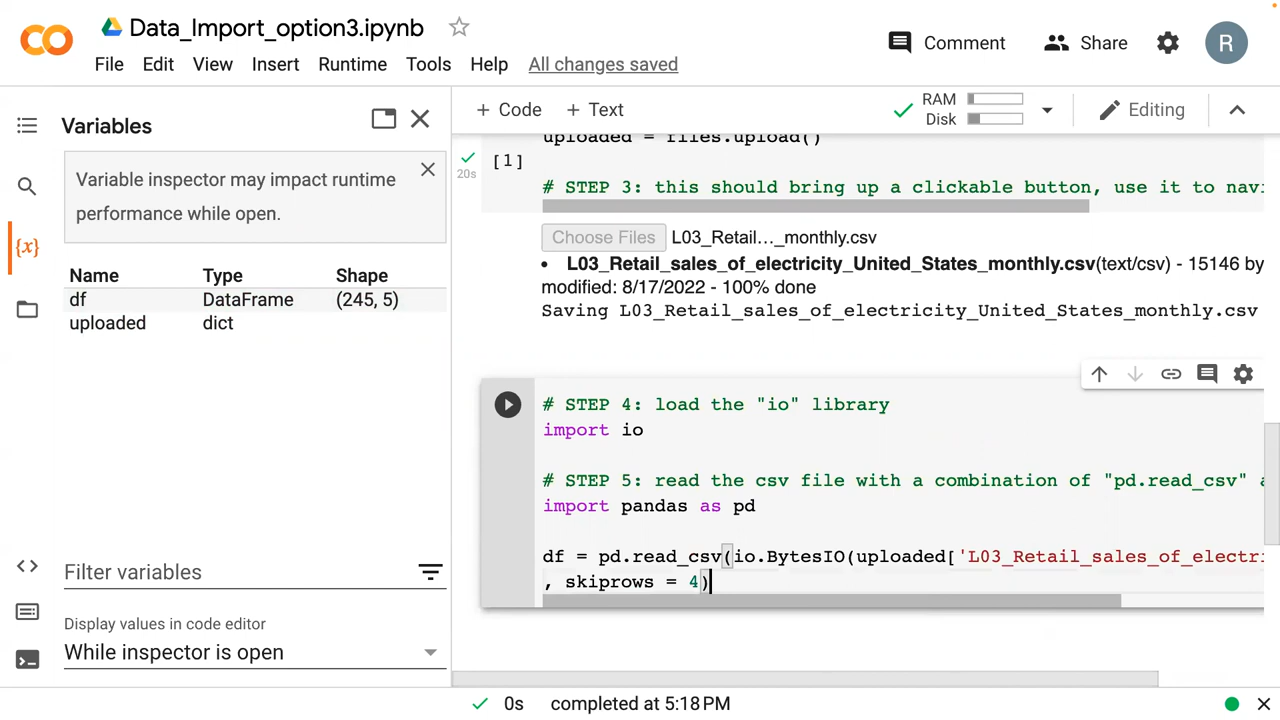 Data_Import_option3.ipynb
Comment
Share
R
File Edit View Insert Runtime Tools Help All changes saved
Variables
+ Code + Text
RAM
Disk
Editing
Variable inspector may impact runtime
performance while open.
Name Type Shape
df DataFrame (245, 5)
uploaded dict
{x}
Filter variables
Display values in code editor
While inspector is open
uploaded = files.upload()
20s
[1]
# STEP 3: this should bring up a clickable button, use it to navi
Choose Files L03_Retail…_monthly.csv
• L03_Retail_sales_of_electricity_United_States_monthly.csv(text/csv) - 15146 by
modified: 8/17/2022 - 100% done
Saving L03_Retail_sales_of_electricity_United_States_monthly.csv
# STEP 4: load the "io" library
import io
# STEP 5: read the csv file with a combination of "pd.read_csv" a
import pandas as pd
df = pd.read_csv(io.BytesIO(uploaded['L03_Retail_sales_of_electri
, skiprows = 4)
0s completed at 5:18 PM